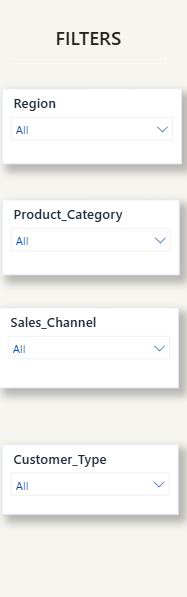 FILTERS
Region
All
Product_Category
All
Sales_Channel
All
Customer_Type
All